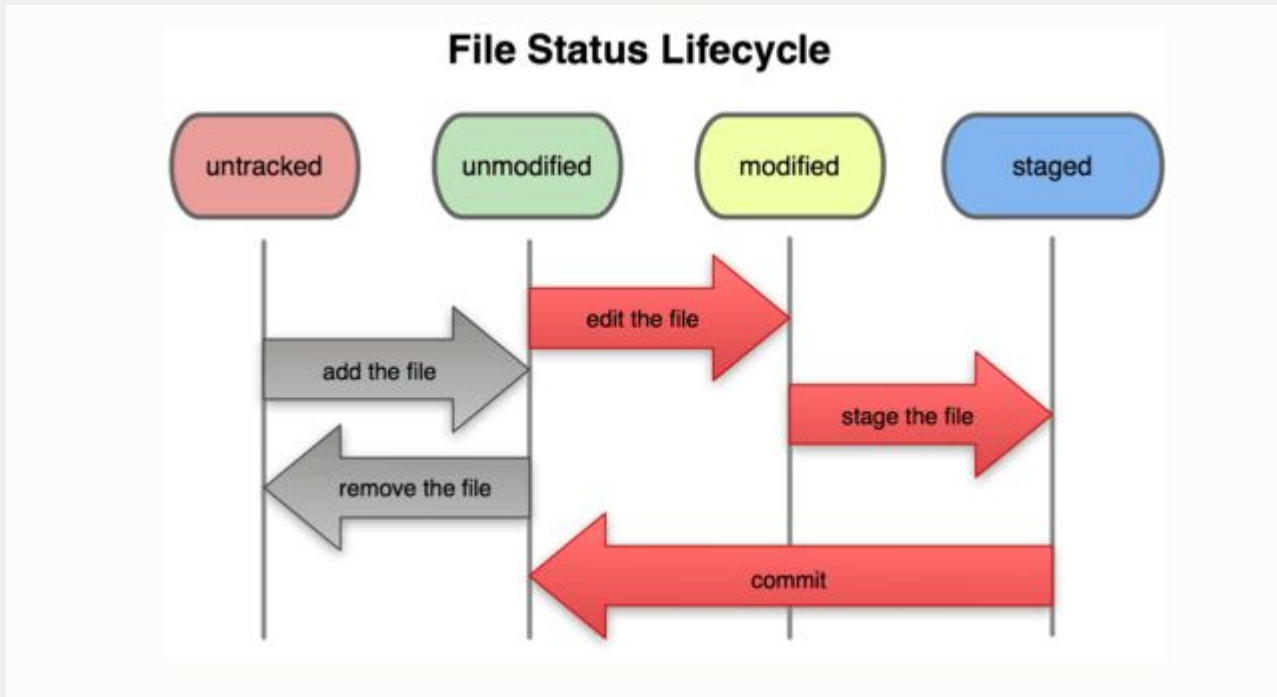 File Status Lifecycle
untracked
unmodified
modified
staged
edit the file
add the file
stage the file
remove the file
commit